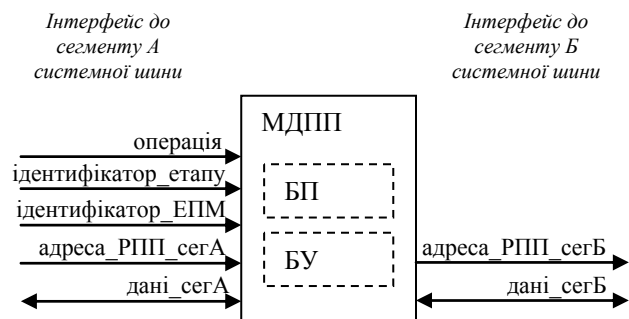 Інтерфейс до
сегменту А
системної шини
Інтерфейс до
сегменту Б
системної шини
МДПП
операція
ідентифікатор_етапу
БП
ідентифікатор_ЕПМ
адреса_РПП_сегА
БУ
адреса_РПП_сегБ
дані_сегА
дані_сегБ